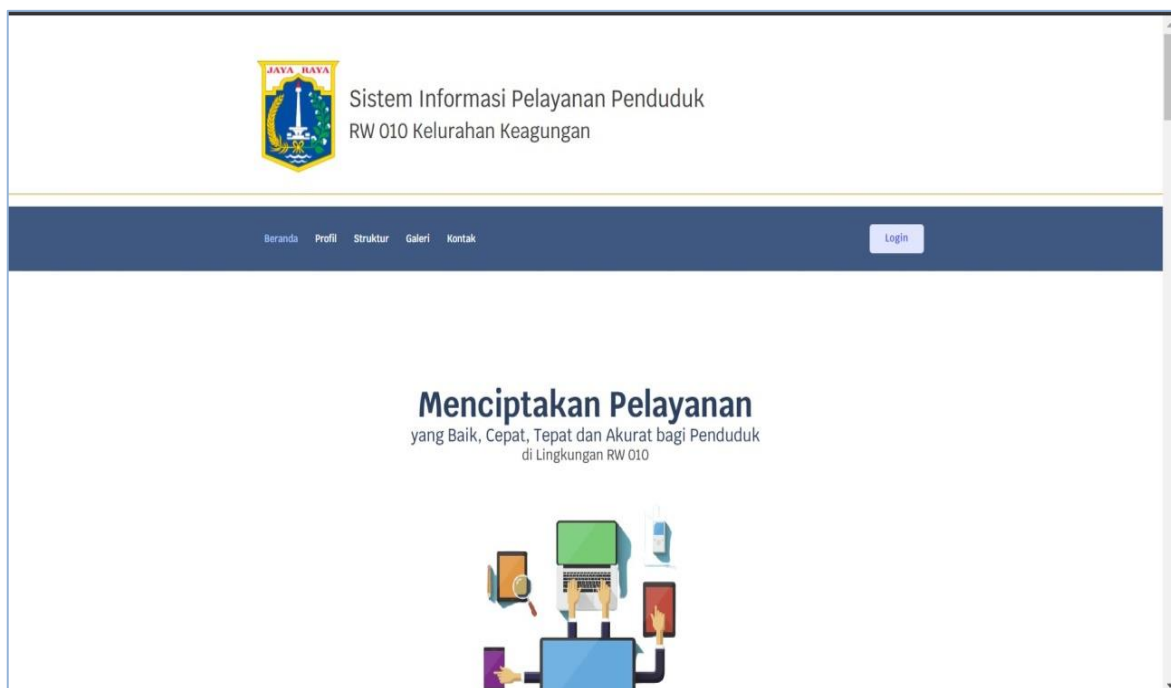 JAYA RAYA
Sistem Informasi Pelayanan Penduduk
RW 010 Kelurahan Keagungan
Beranda Profil Struktur Galeri Kontak Login
Menciptakan Pelayanan
yang Baik, Cepat, Tepat dan Akurat bagi Penduduk
di Lingkungan RW 010